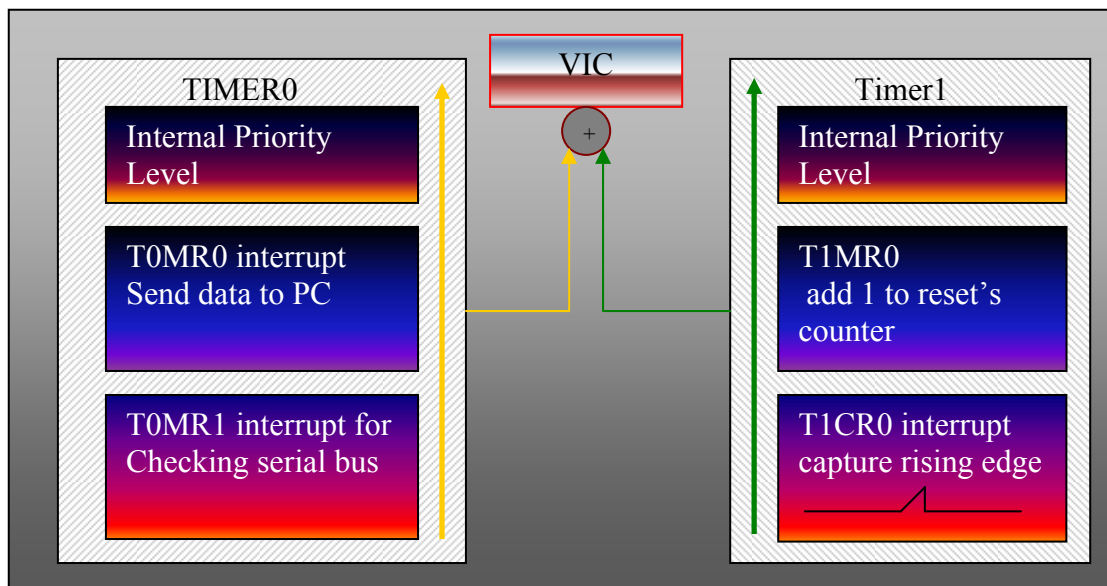 VIC
+
TIMER0
Internal Priority
Level
T0MR0 interrupt
Send data to PC
T0MR1 interrupt for
Checking serial bus
Timer1
Internal Priority
Level
T1MR0
add 1 to reset’s
counter
T1CR0 interrupt
capture rising edge